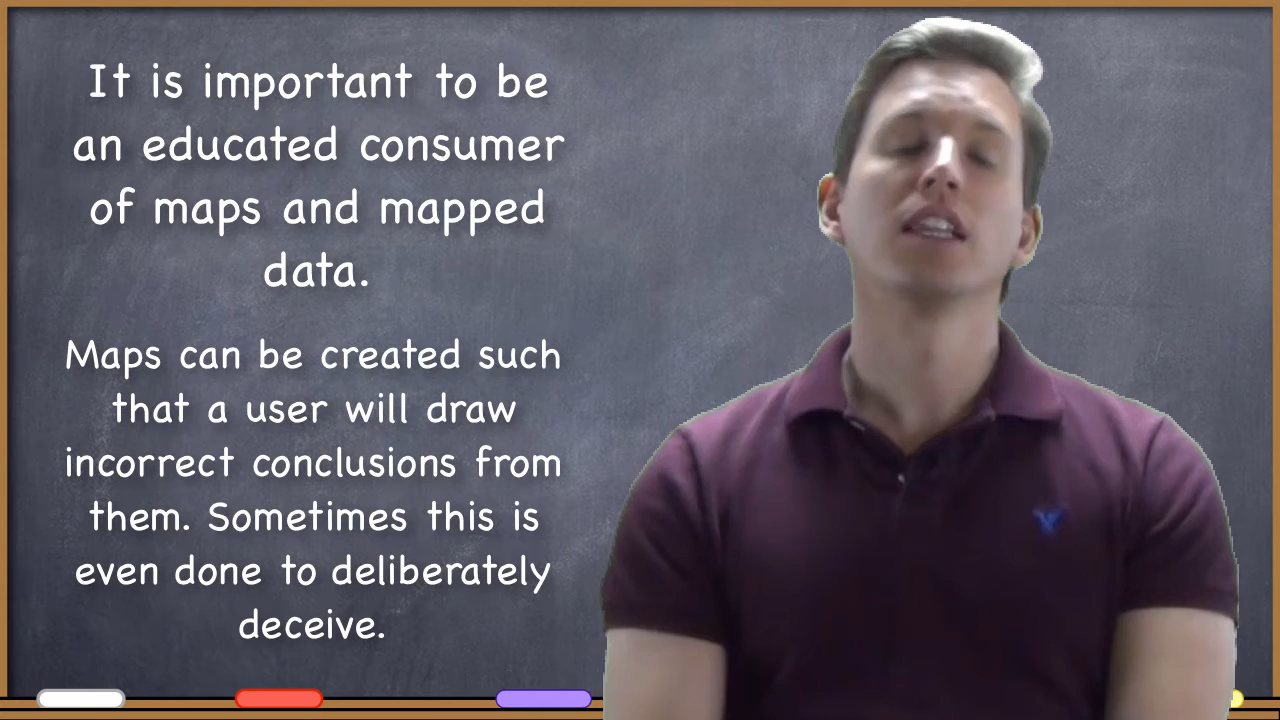 It is important to be
an educated consumer
of maps and mapped
data.
Maps can be created such
that a user will draw
incorrect conclusions from
them. Sometimes this is
even done to deliberately
deceive.